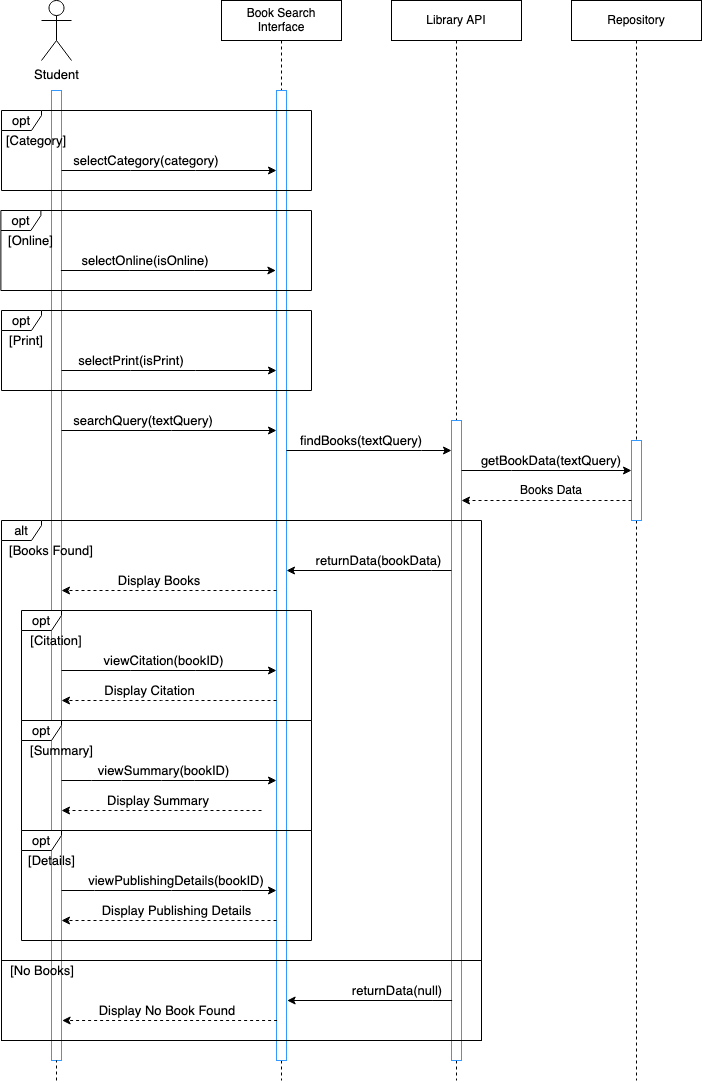 Book Search
Interface
Library API
Repository
Student
opt
[Category]
selectCategory(category)
opt
[Online]
selectOnline(isOnline)
opt
[Print]
selectPrint(isPrint)
searchQuery(textQuery)
findBooks(textQuery)
getBookData(textQuery)
Books Data
alt
[Books Found]
returnData(bookData)
Display Books
opt
[Citation]
viewCitation(bookID)
Display Citation
opt
[Summary]
viewSummary(bookID)
Display Summary
opt
[Details]
viewPublishingDetails(bookID)
Display Publishing Details
[No Books]
returnData(null)
Display No Book Found